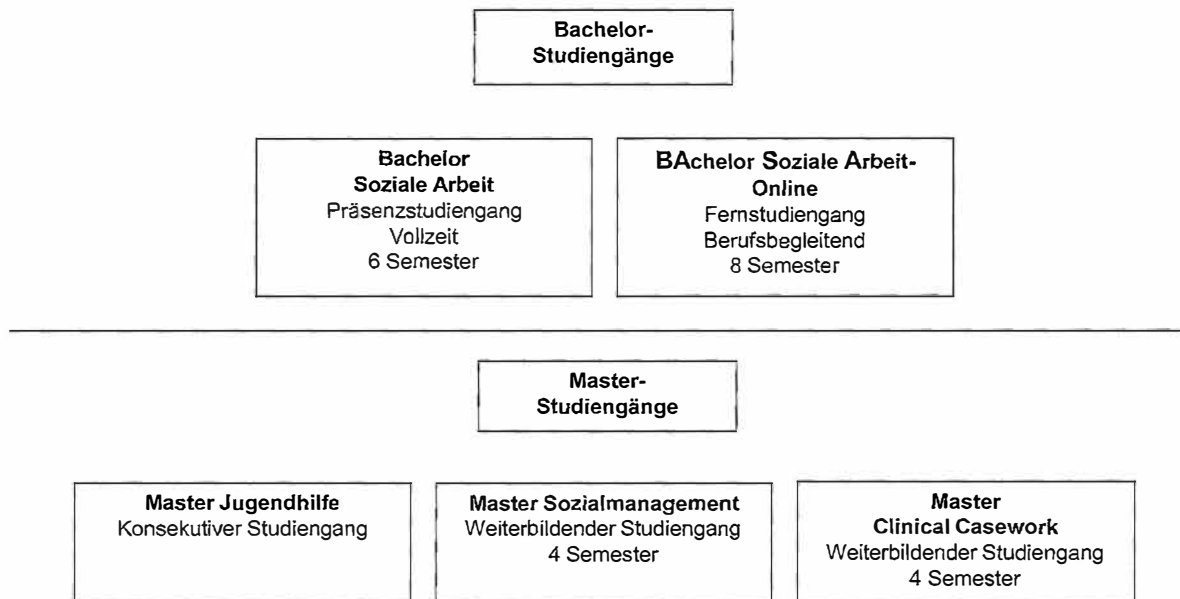 Bachelor-
Studiengänge
Bachelor
Soziale Arbeit
Präsenzstudiengang
Vollzeit
6 Semester
BAchelor Soziale Arbeit-
Online
Fernstudiengang
Berufsbegleitend
8 Semester
Master-
Studiengänge
Master Jugendhilfe
Konsekutiver Studiengang
Master Sozialmanagement
Weiterbildender Studiengang
4 Semester
Master
Clinical Casework
Weiterbildender Studiengang
4 Semester